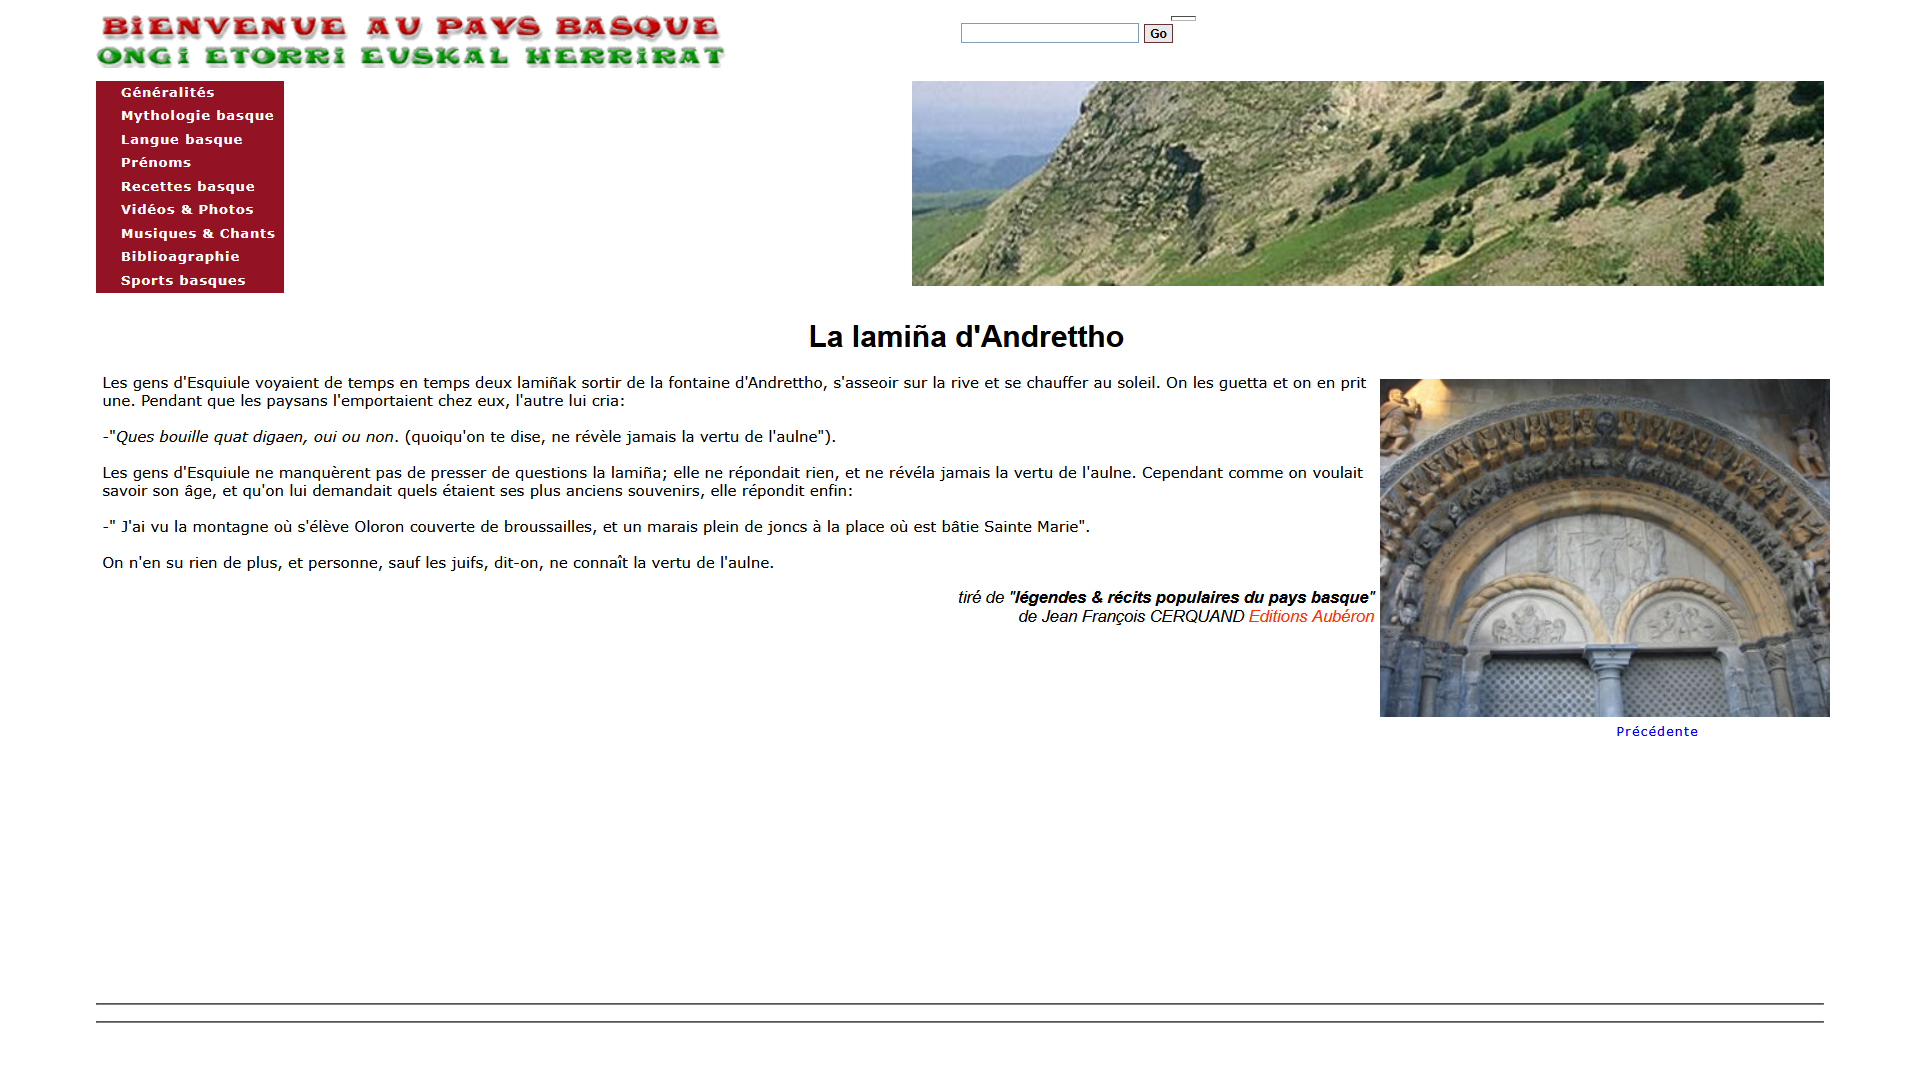 BiENVENUE AU PAYS BASQUE
ONGi ETORRi EUSKAL HERRiRAT
Go
Généralités
Mythologie basque
Langue basque
Prénoms
Recettes basque
Vidéos & Photos
Musiques & Chants
Biblioagraphie
Sports basques
La lamiña d'Andrettho
Les gens d'Esquiule voyaient de temps en temps deux lamiñak sortir de la fontaine d'Andrettho, s'asseoir sur la rive et se chauffer au soleil. On les guetta et on en prit
une. Pendant que les paysans l'emportaient chez eux, l'autre lui cria:
-"Ques bouille quat digaen, oui ou non. (quoiqu'on te dise, ne révèle jamais la vertu de l'aulne").
Les gens d'Esquiule ne manquèrent pas de presser de questions la lamiña; elle ne répondait rien, et ne révéla jamais la vertu de l'aulne. Cependant comme on voulait
savoir son âge, et qu'on lui demandait quels étaient ses plus anciens souvenirs, elle répondit enfin:
-" J'ai vu la montagne où s'élève Oloron couverte de broussailles, et un marais plein de joncs à la place où est bâtie Sainte Marie".
On n'en su rien de plus, et personne, sauf les juifs, dit-on, ne connaît la vertu de l'aulne.
tiré de "légendes & récits populaires du pays basque"
de Jean François CERQUAND Editions Aubéron
Précédente